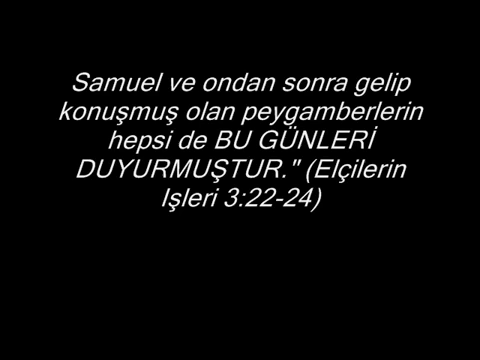 Samuel ve ondan sonra gelip
konuşmuş olan peygamberlerin
hepsi de BU GÜNLERİ
DUYURMUŞTUR." (Elçilerin
Işleri 3:22-24)